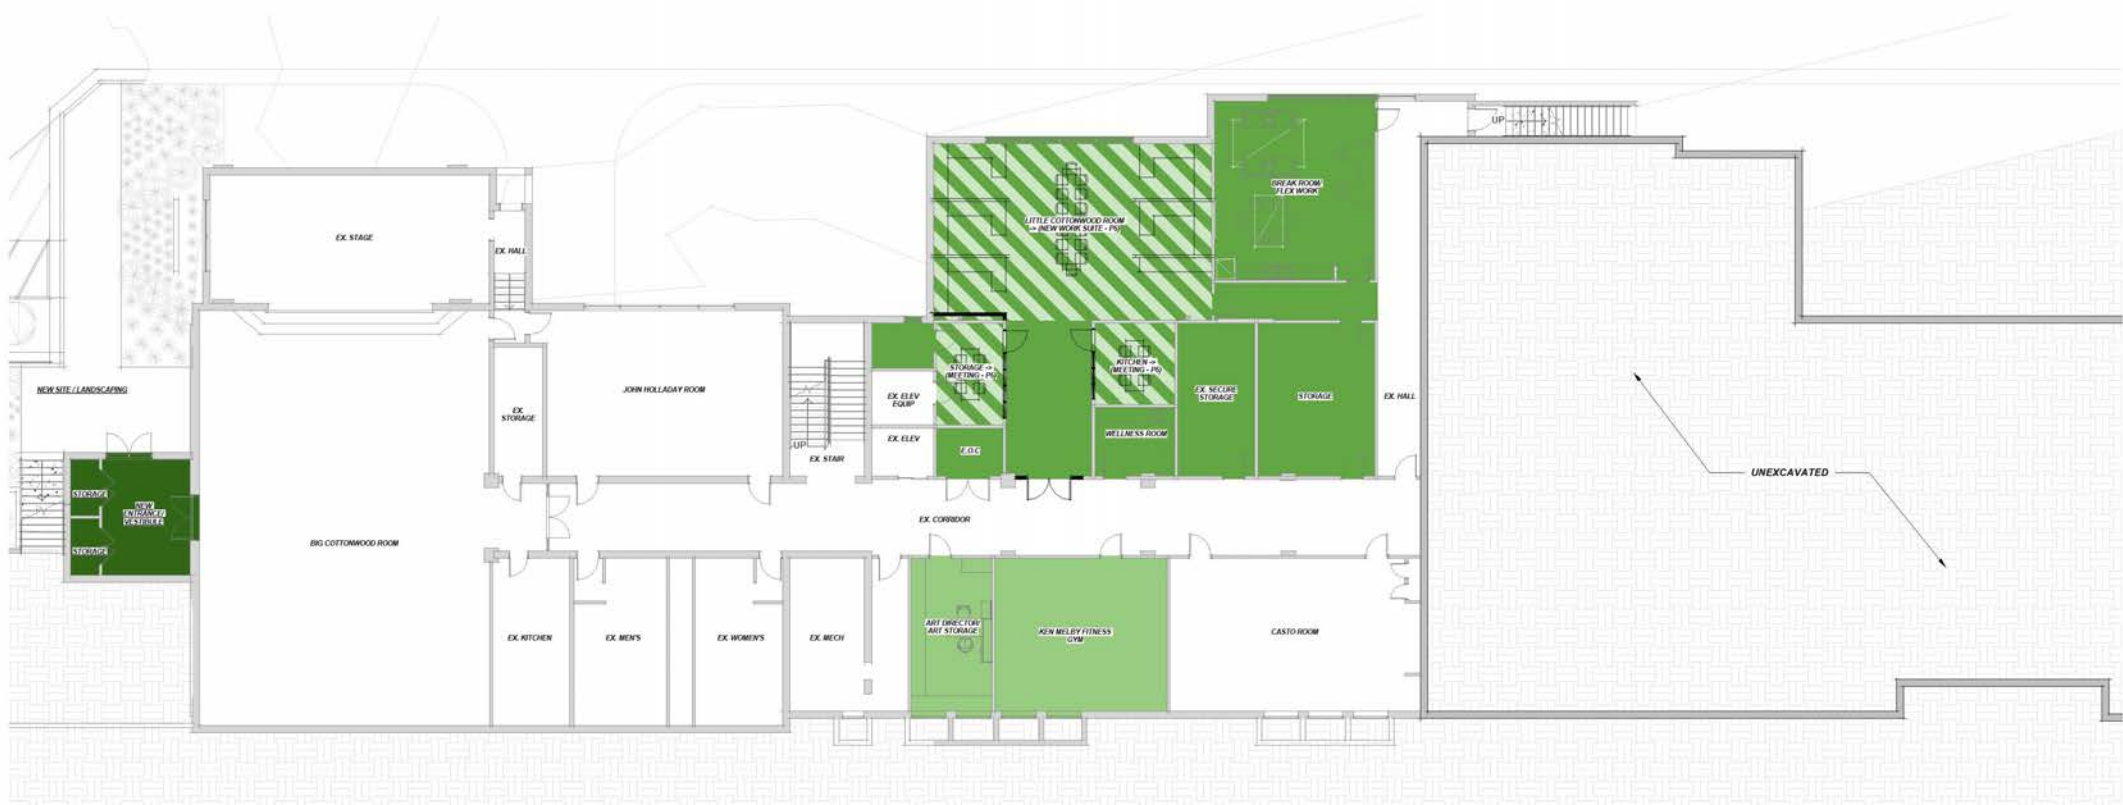 UP
BREAK ROOM/
FLEX WORK
LITTLE COTTONWOOD ROOM
-> (NEW WORK SUITE - P5)
EX. STAGE
EX. HALL
NEW SITE / LANDSCAPING
EX.
STORAGE
JOHN HOLLADAY ROOM
UP
EX. STAIR
EX. ELEV
EQUIP
EX. ELEV
STORAGE ->
(MEETING - P5)
E.O.C
KITCHEN ->
(MEETING - P5)
WELLNESS ROOM
EX. SECURE
STORAGE
STORAGE
EX. HALL
UNEXCAVATED
STORAGE
NEW
ENTRANCE/
VESTIBULE
STORAGE
BIG COTTONWOOD ROOM
EX. CORRIDOR
EX. KITCHEN
EX. MEN'S
EX. WOMEN'S
EX. MECH
ART DIRECTOR/
ART STORAGE
KEN MELBY FITNESS
GYM
CASTO ROOM